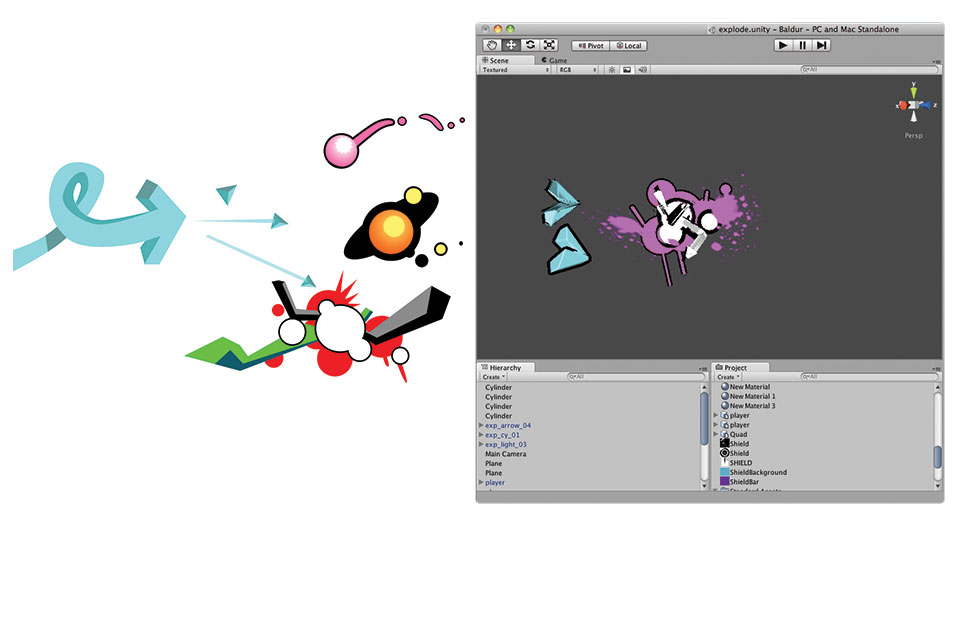 explode.unity – Baldur – PC and Mac Standalone
Pivot Local
Scene Game
Textured RGB All
y
x z
Persp
Hierarchy
Create All
Cylinder
Cylinder
Cylinder
Cylinder
exp_arrow_04
exp_cy_01
exp_light_03
Main Camera
Plane
Plane
player
Project
Create All
New Material
New Material 1
New Material 3
player
player
Quad
Shield
Shield
SHIELD
ShieldBackground
ShieldBar
Standard Assets